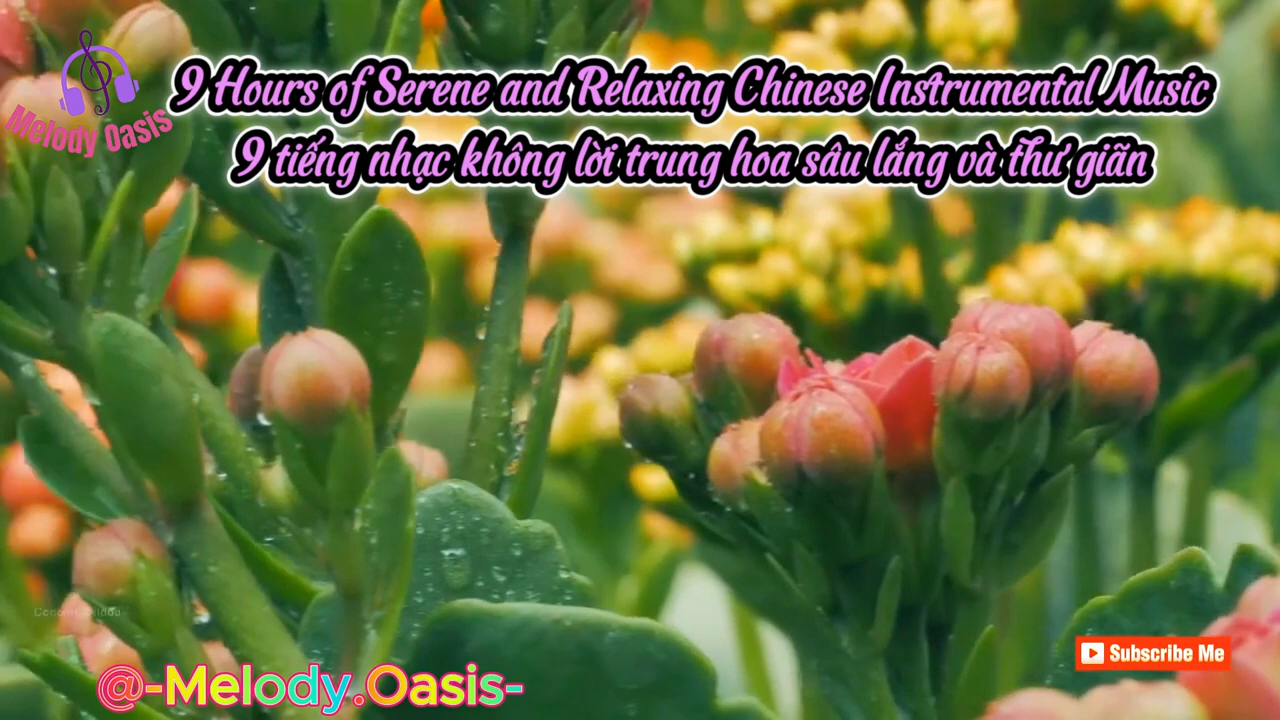 9 Hours of Serene and Relaxing Chinese Instrumental Music
Melody Oasis
9 tiếng nhạc không lời trung hoa sâu lắng và thư giãn
Subscribe Me
@-Melody.Oasis-